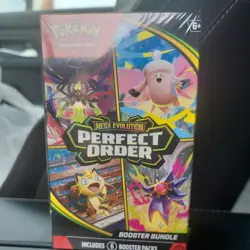 6+
Pokémon
MEGA EVOLUTION
PERFECT
ORDER
BOOSTER BUNDLE
INCLUDES 6 BOOSTER PACKS